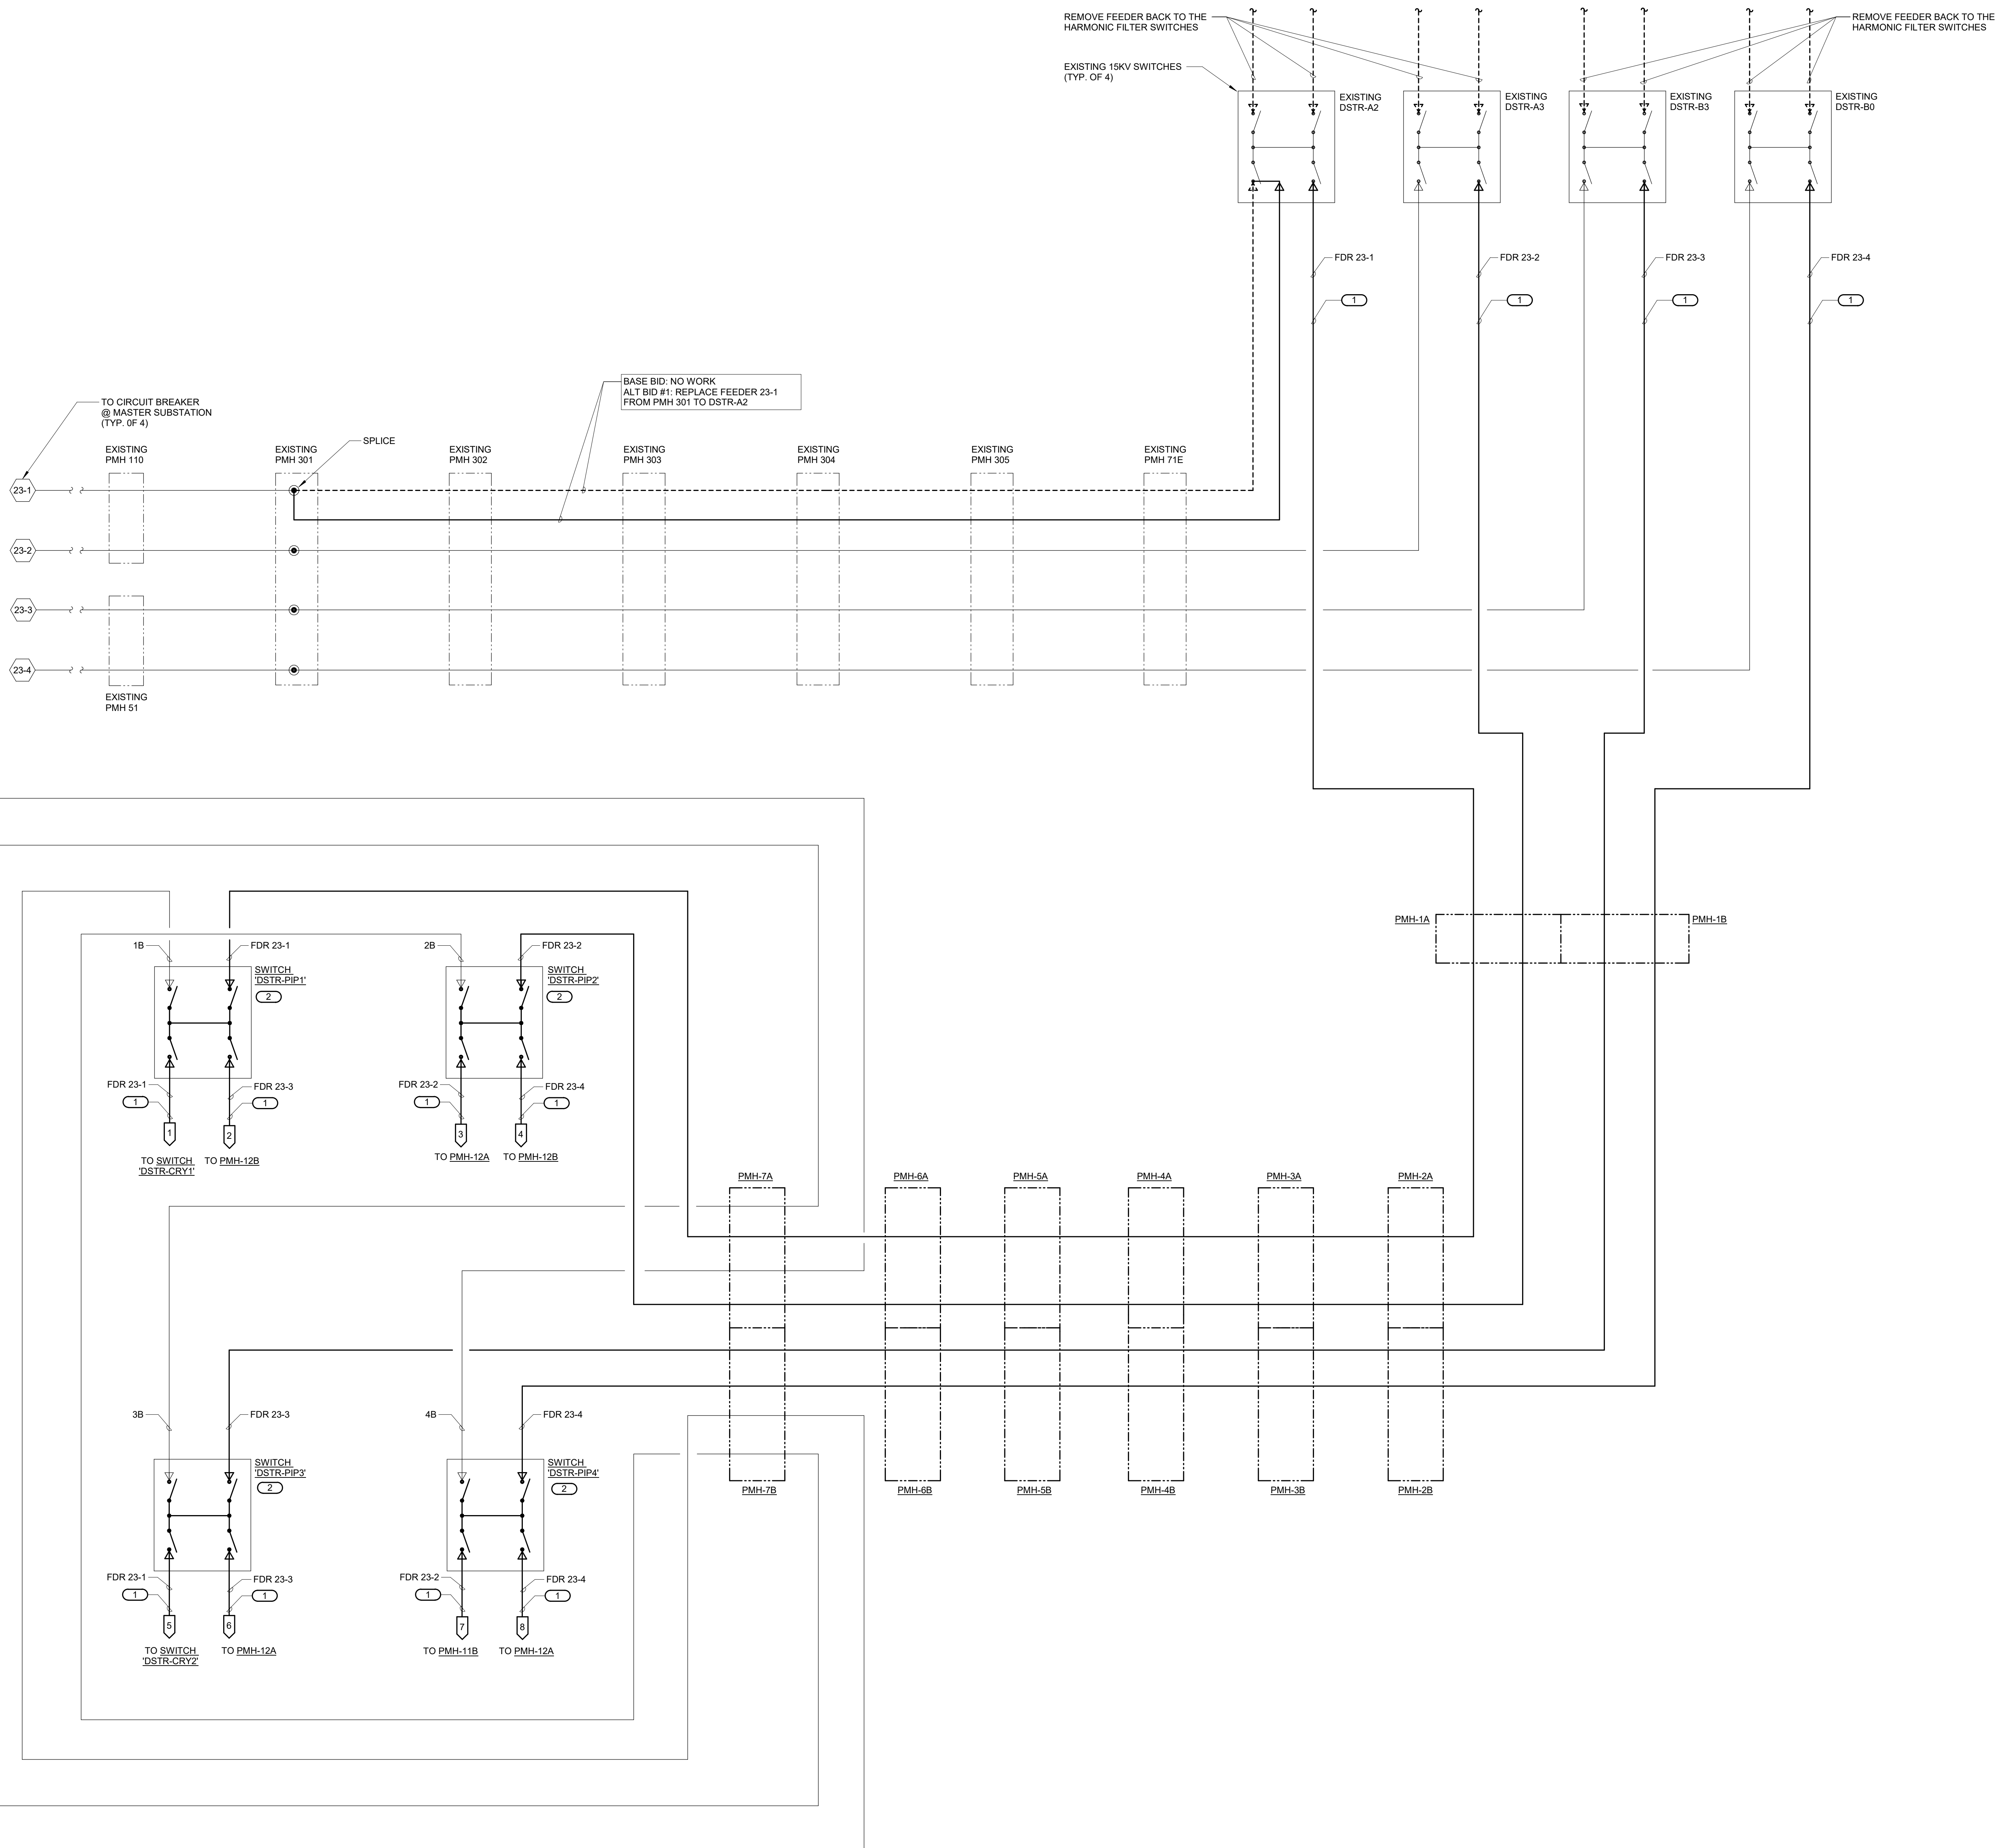 REMOVE FEEDER BACK TO THE
HARMONIC FILTER SWITCHES
REMOVE FEEDER BACK TO THE
HARMONIC FILTER SWITCHES
EXISTING 15KV SWITCHES
(TYP. OF 4)
EXISTING
DSTR-A2
EXISTING
DSTR-A3
EXISTING
DSTR-B3
EXISTING
DSTR-B0
FDR 23-1
FDR 23-2
FDR 23-3
FDR 23-4
1
1
1
1
BASE BID: NO WORK
ALT BID #1: REPLACE FEEDER 23-1
FROM PMH 301 TO DSTR-A2
TO CIRCUIT BREAKER
@ MASTER SUBSTATION
(TYP. 0F 4)
SPLICE
EXISTING
PMH 110
EXISTING
PMH 301
EXISTING
PMH 302
EXISTING
PMH 303
EXISTING
PMH 304
EXISTING
PMH 305
EXISTING
PMH 71E
23-1
23-2
23-3
23-4
EXISTING
PMH 51
PMH-1A
PMH-1B
1B
FDR 23-1
2B
FDR 23-2
SWITCH
'DSTR-PIP1'
2
SWITCH
'DSTR-PIP2'
2
FDR 23-1
FDR 23-3
FDR 23-2
FDR 23-4
1
1
1
1
1
2
3
4
TO SWITCH
'DSTR-CRY1'
TO PMH-12B
TO PMH-12A
TO PMH-12B
PMH-7A
PMH-6A
PMH-5A
PMH-4A
PMH-3A
PMH-2A
3B
FDR 23-3
4B
FDR 23-4
SWITCH
'DSTR-PIP3'
2
SWITCH
'DSTR-PIP4'
2
PMH-7B
PMH-6B
PMH-5B
PMH-4B
PMH-3B
PMH-2B
FDR 23-1
FDR 23-3
FDR 23-2
FDR 23-4
1
1
1
1
5
6
7
8
TO SWITCH
'DSTR-CRY2'
TO PMH-12A
TO PMH-11B
TO PMH-12A